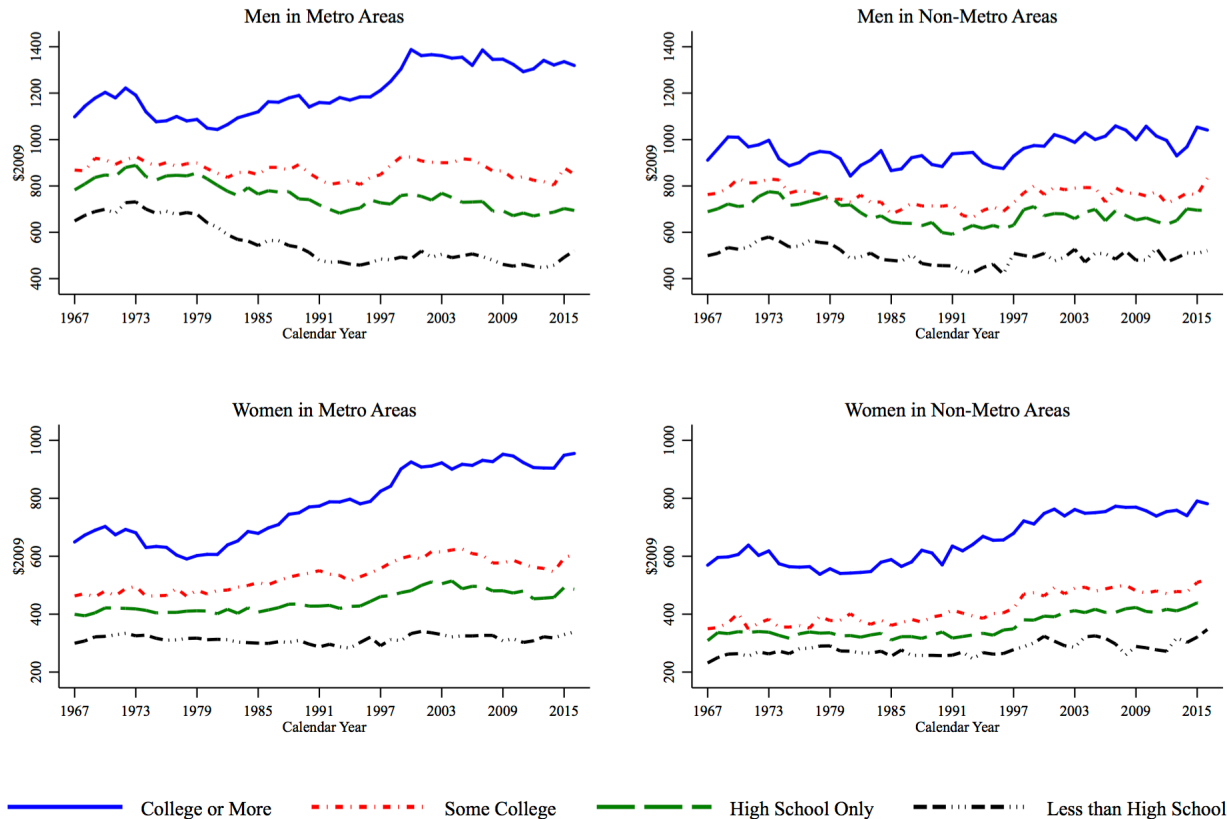 Men in Metro Areas
$2009
1400
1200
1000
800
600
400
1967 1973 1979 1985 1991 1997 2003 2009 2015
Calendar Year
Men in Non-Metro Areas
$2009
1400
1200
1000
800
600
400
1967 1973 1979 1985 1991 1997 2003 2009 2015
Calendar Year
Women in Metro Areas
$2009
1000
800
600
400
200
1967 1973 1979 1985 1991 1997 2003 2009 2015
Calendar Year
Women in Non-Metro Areas
$2009
1000
800
600
400
200
1967 1973 1979 1985 1991 1997 2003 2009 2015
Calendar Year
College or More Some College High School Only Less than High School